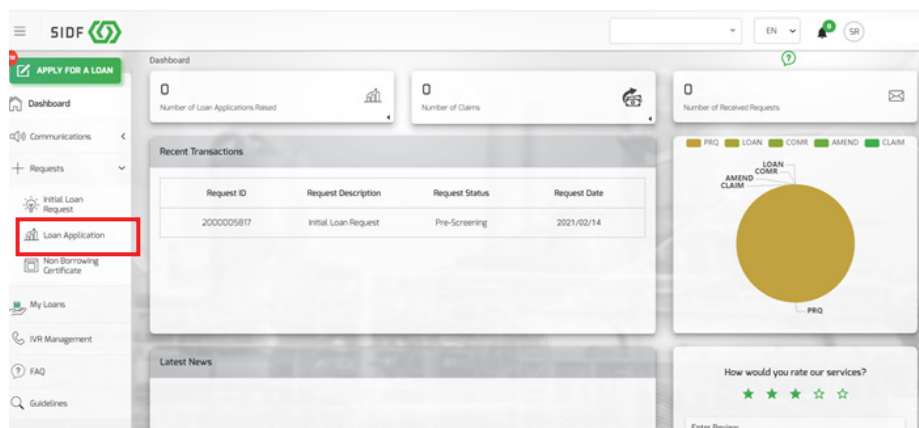 SIDF
EN
0
SR
APPLY FOR A LOAN
Dashboard
Communications
Requests
Initial Loan
Request
Loan Application
Non Borrowing
Certificate
My Loans
IVR Management
FAQ
Guidelines
Dashboard
0
Number of Loan Applications Raised
0
Number of Claims
0
Number of Received Requests
Recent Transactions
Request ID Request Description Request Status Request Date
2000005817 Initial Loan Request Pre-Screening 2021/02/14
PRQ LOAN COMR AMEND CLAIM
LOAN
COMR
AMEND
CLAIM
PRQ
Latest News
How would you rate our services?
Enter Review